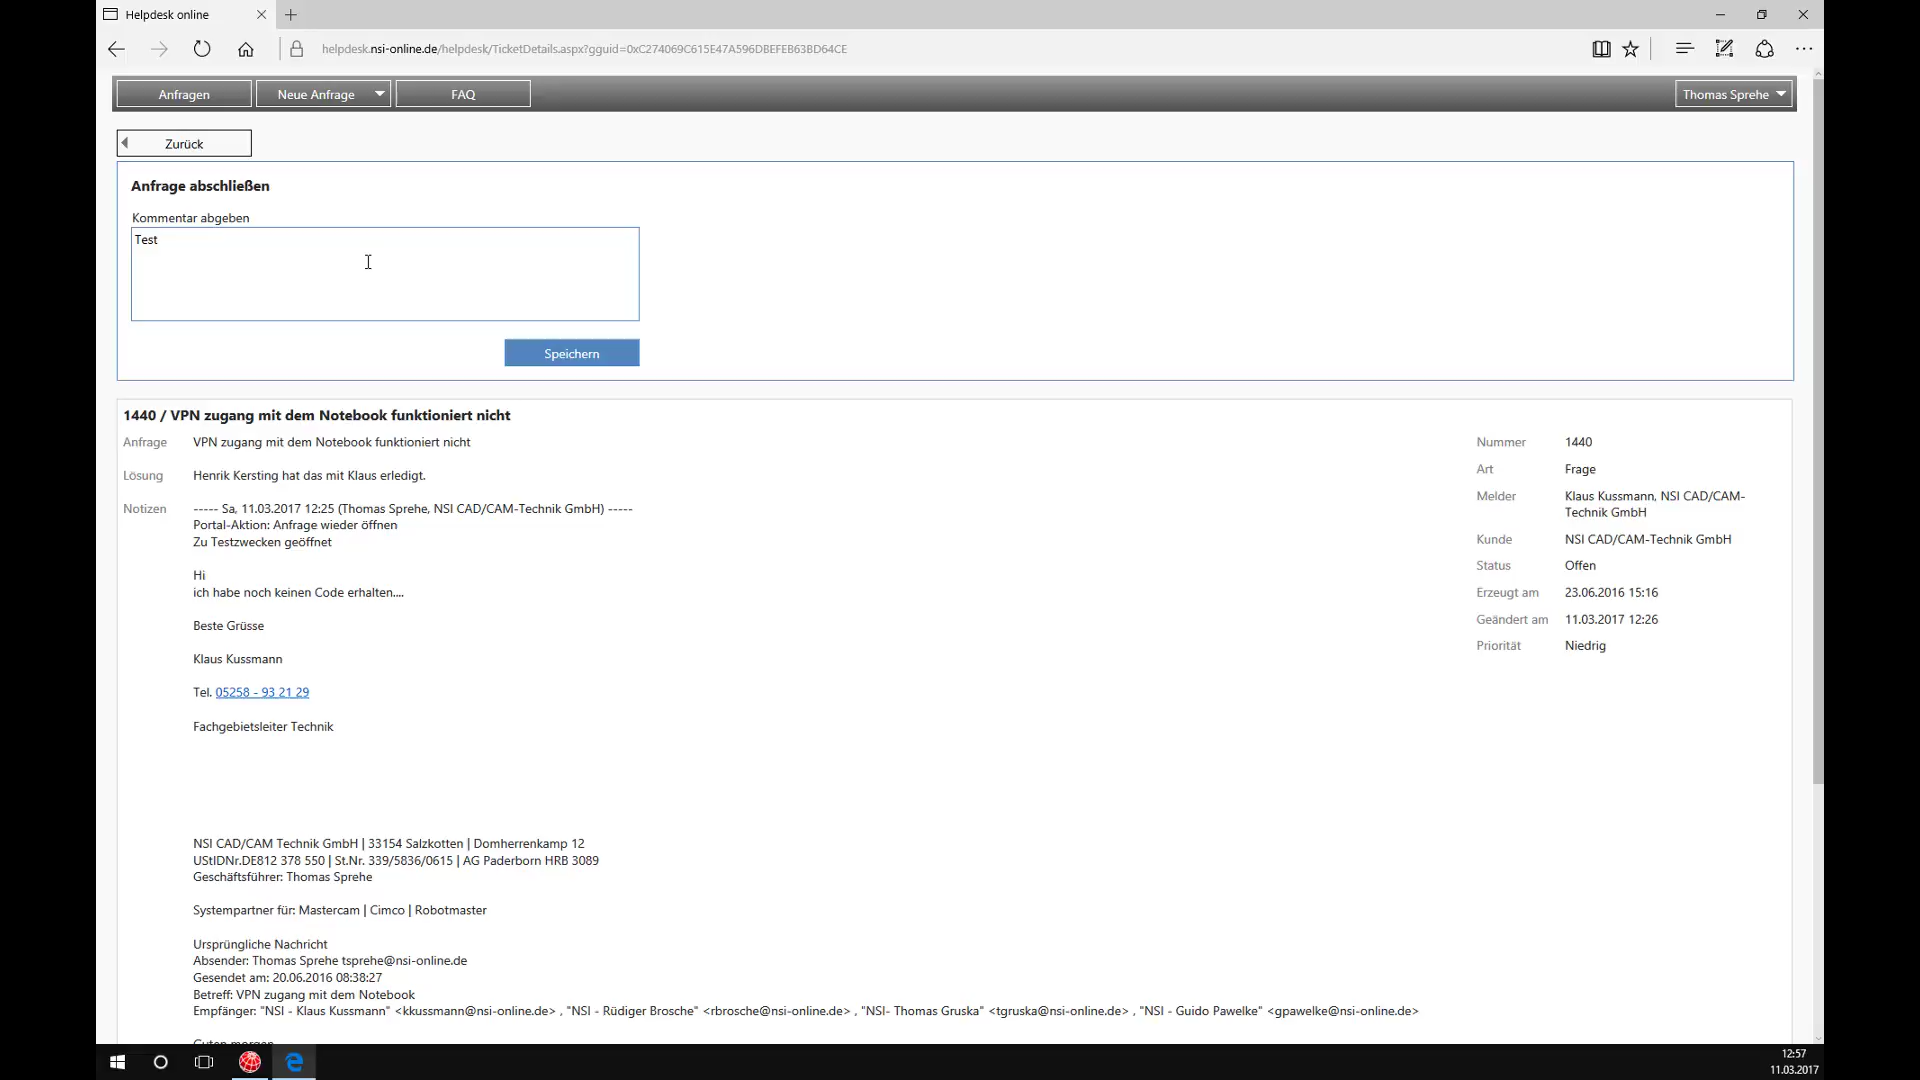 Helpdesk online
helpdesk.nsi-online.de/helpdesk/TicketDetails.aspx?gguid=0xC274069C615E47A596DBEFEB63BD64CE
Anfragen
Neue Anfrage
FAQ
Thomas Sprehe
Zurück
Anfrage abschließen
Kommentar abgeben
Test
Speichern
1440 / VPN zugang mit dem Notebook funktioniert nicht
Anfrage VPN zugang mit dem Notebook funktioniert nicht
Lösung Henrik Kersting hat das mit Klaus erledigt.
Notizen ----- Sa, 11.03.2017 12:25 (Thomas Sprehe, NSI CAD/CAM-Technik GmbH) -----
Portal-Aktion: Anfrage wieder öffnen
Zu Testzwecken geöffnet
Hi
ich habe noch keinen Code erhalten....
Beste Grüsse
Klaus Kussmann
Tel. 05258 - 93 21 29
Fachgebietsleiter Technik
NSI CAD/CAM Technik GmbH | 33154 Salzkotten | Domherrenkamp 12
UStIDNr.DE812 378 550 | St.Nr. 339/5836/0615 | AG Paderborn HRB 3089
Geschäftsführer: Thomas Sprehe
Systempartner für: Mastercam | Cimco | Robotmaster
Ursprüngliche Nachricht
Absender: Thomas Sprehe tsprehe@nsi-online.de
Gesendet am: 20.06.2016 08:38:27
Betreff: VPN zugang mit dem Notebook
Empfänger: "NSI - Klaus Kussmann" <kkussmann@nsi-online.de> , "NSI - Rüdiger Brosche" <rbrosche@nsi-online.de> , "NSI- Thomas Gruska" <tgruska@nsi-online.de> , "NSI - Guido Pawelke" <gpawelke@nsi-online.de>
Guten morgen
Nummer 1440
Art Frage
Melder Klaus Kussmann, NSI CAD/CAM-
Technik GmbH
Kunde NSI CAD/CAM-Technik GmbH
Status Offen
Erzeugt am 23.06.2016 15:16
Geändert am 11.03.2017 12:26
Priorität Niedrig
12:57
11.03.2017